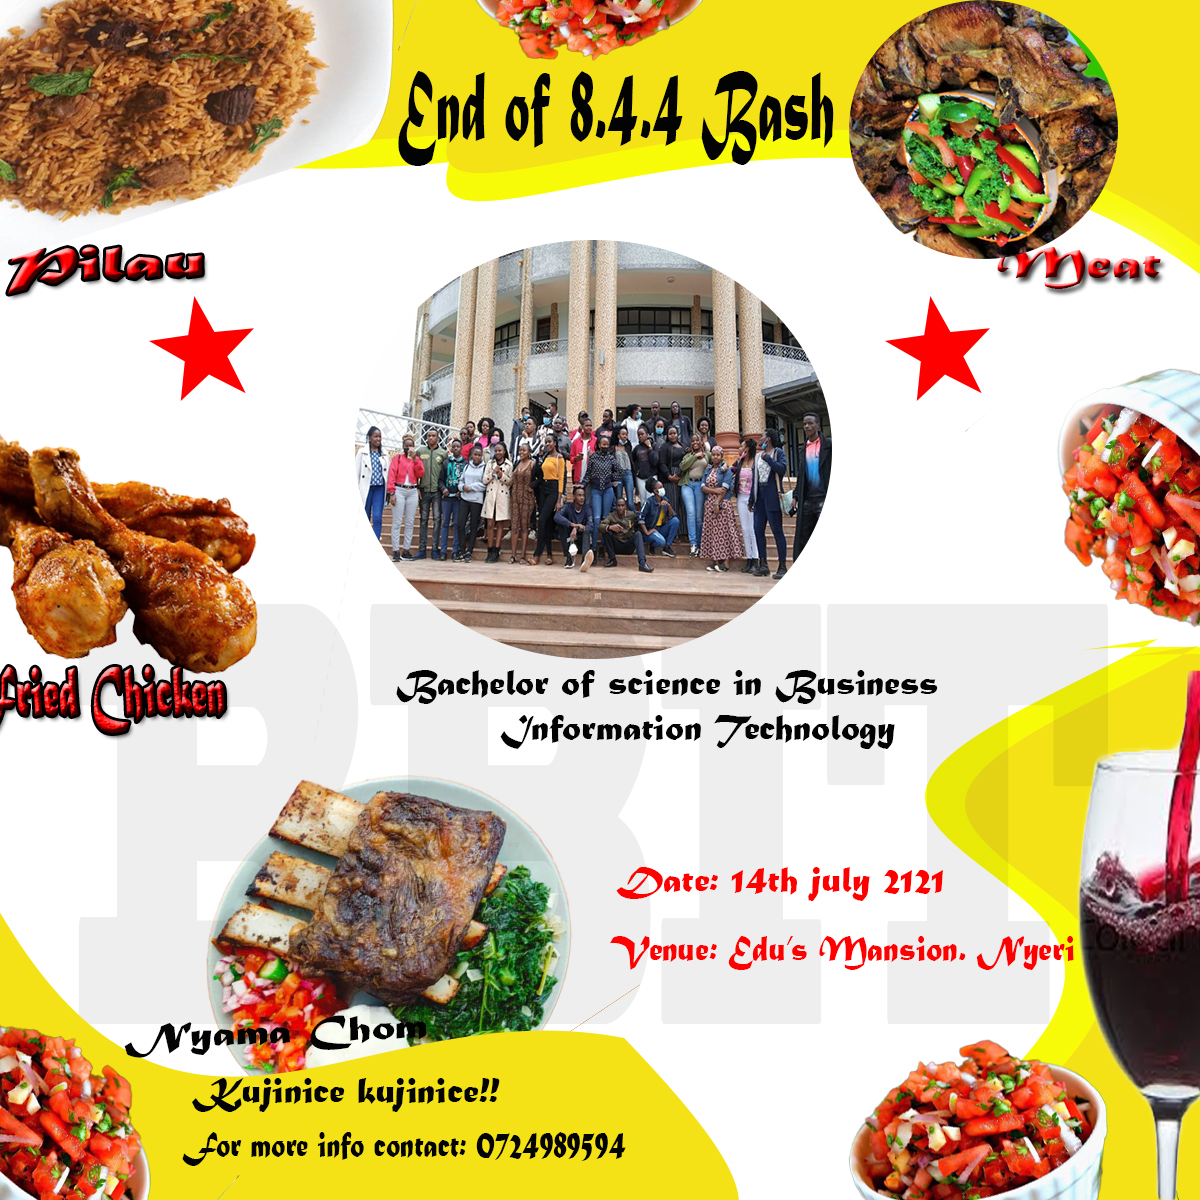 End of 8.4.4 Bash
Pilau
Meat
Fried Chicken
BBIT
Bachelor of science in Business
Information Technology
Date: 14th july 2121
Venue: Edu's Mansion. Nyeri
Nyama Chom
Kujinice kujinice!!
For more info contact: 0724989594